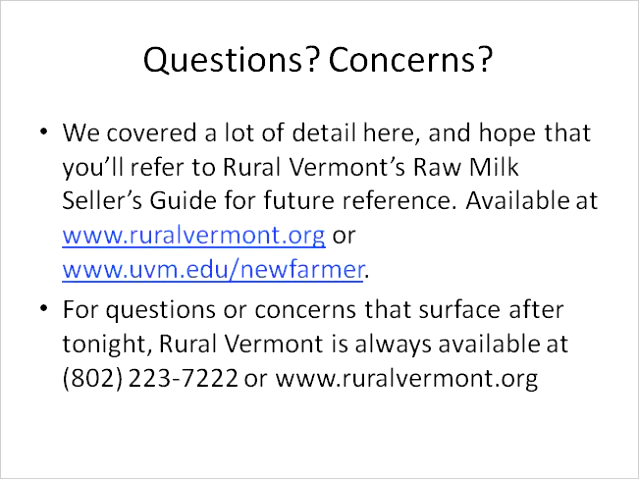 Questions? Concerns?
• We covered a lot of detail here, and hope that
you’ll refer to Rural Vermont’s Raw Milk
Seller’s Guide for future reference. Available at
www.ruralvermont.org or
www.uvm.edu/newfarmer.
• For questions or concerns that surface after
tonight, Rural Vermont is always available at
(802) 223-7222 or www.ruralvermont.org